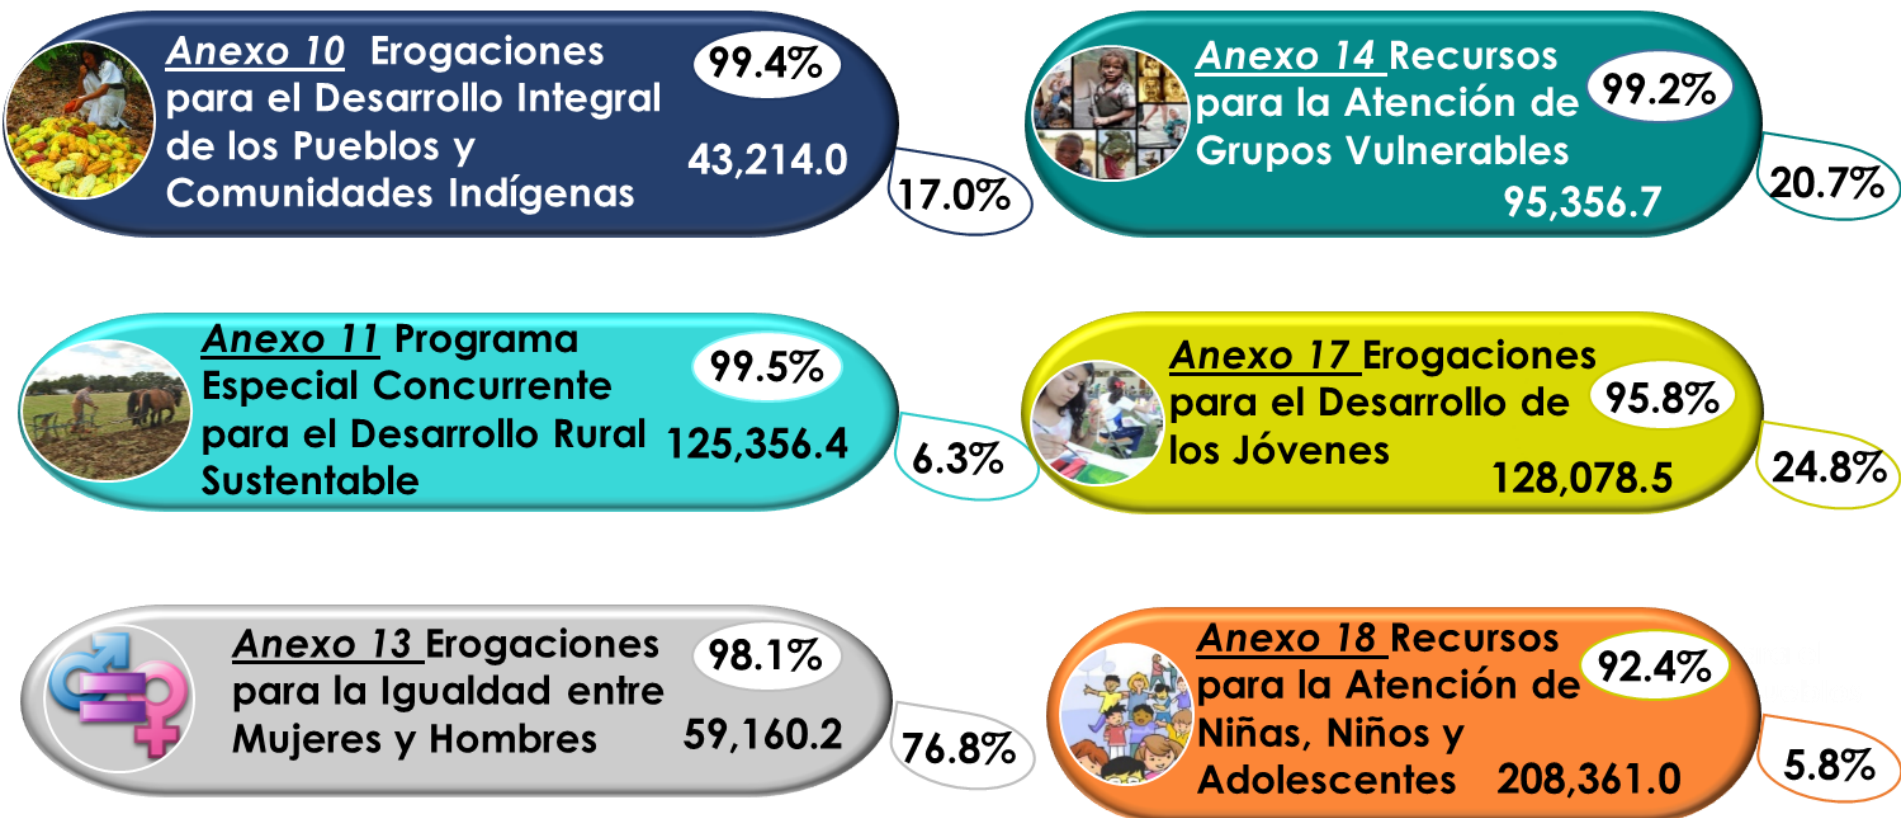 Anexo 10 Erogaciones
para el Desarrollo Integral
de los Pueblos y
Comunidades Indígenas
99.4%
43,214.0
17.0%
Anexo 14 Recursos
para la Atención de
Grupos Vulnerables
99.2%
95,356.7
20.7%
Anexo 11 Programa
Especial Concurrente
para el Desarrollo Rural
Sustentable
99.5%
125,356.4
6.3%
Anexo 17 Erogaciones
para el Desarrollo de
los Jóvenes
95.8%
128,078.5
24.8%
Anexo 13 Erogaciones
para la Igualdad entre
Mujeres y Hombres
98.1%
59,160.2
76.8%
Anexo 18 Recursos
para la Atención de
Niñas, Niños y
Adolescentes
92.4%
208,361.0
5.8%